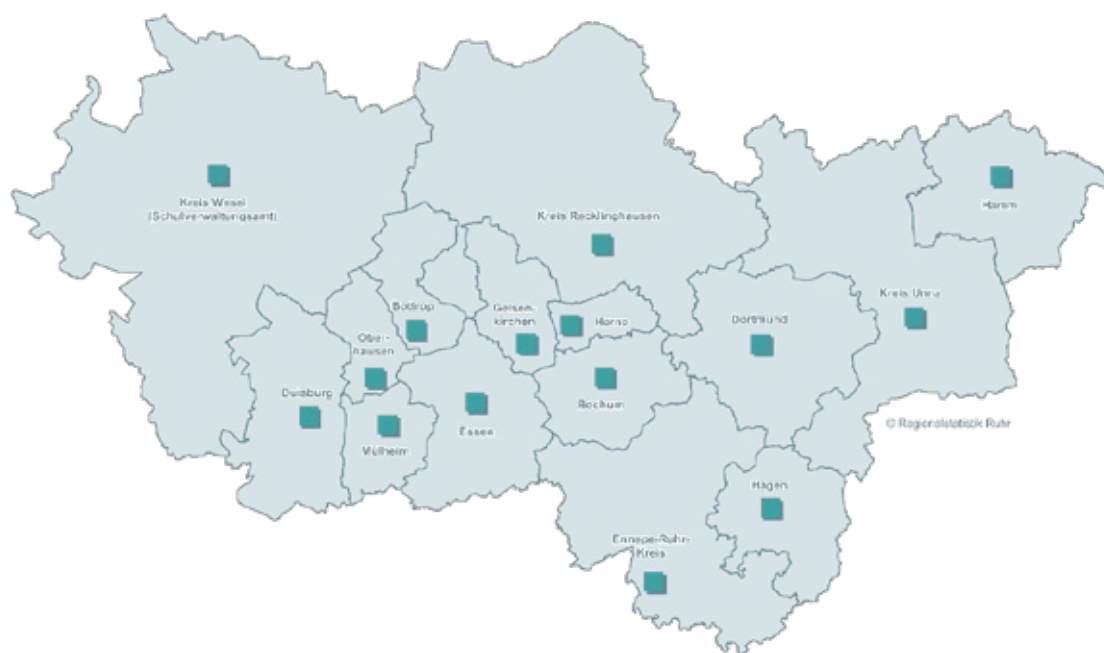 Kreis Wesel
(Schulverwaltungsamt)
Kreis Recklinghausen
Hamm
Kreis Unna
Bottrop
Gelsen-
kirchen
Herne
Dortmund
Ober-
hausen
Duisburg
Bochum
Essen
Mülheim
© Regionalstatistik Ruhr
Hagen
Ennepe-Ruhr-
Kreis